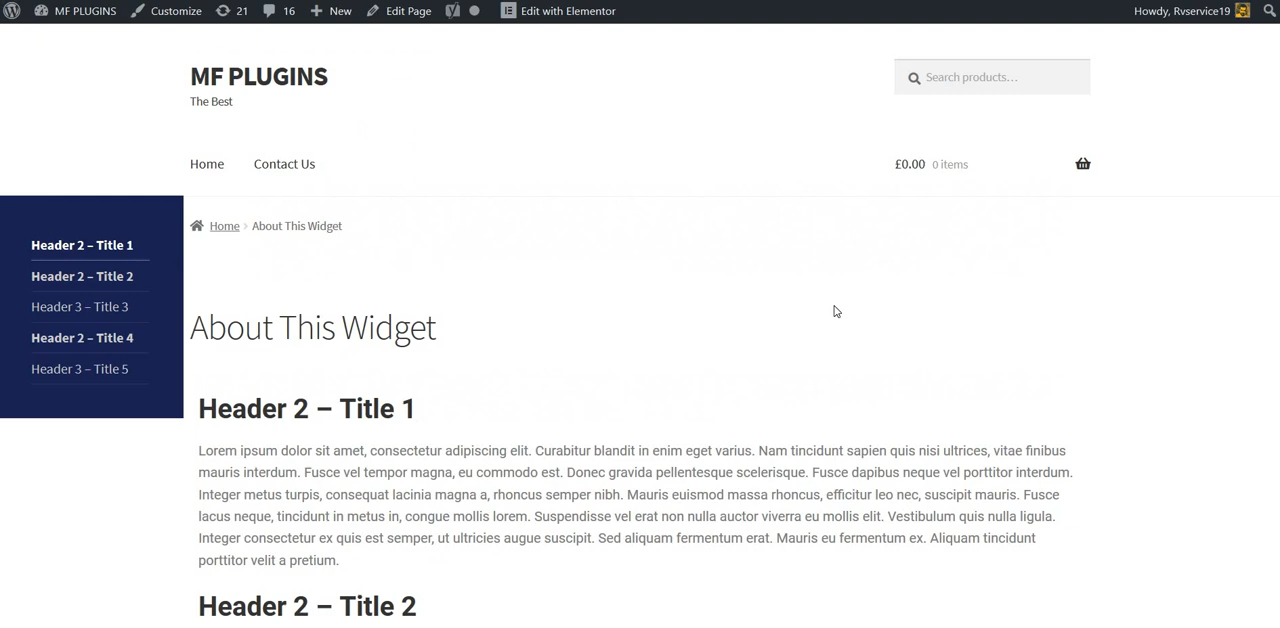 MF PLUGINS Customize 21 16 New Edit Page Edit with Elementor Howdy, Rvservice19
MF PLUGINS
The Best
Search products…
Home Contact Us
£0.00 0 items
Header 2 – Title 1
Header 2 – Title 2
Header 3 – Title 3
Header 2 – Title 4
Header 3 – Title 5
Home › About This Widget
About This Widget
Header 2 – Title 1
Lorem ipsum dolor sit amet, consectetur adipiscing elit. Curabitur blandit in enim eget varius. Nam tincidunt sapien quis nisi ultrices, vitae finibus
mauris interdum. Fusce vel tempor magna, eu commodo est. Donec gravida pellentesque scelerisque. Fusce dapibus neque vel porttitor interdum.
Integer metus turpis, consequat lacinia magna a, rhoncus semper nibh. Mauris euismod massa rhoncus, efficitur leo nec, suscipit mauris. Fusce
lacus neque, tincidunt in metus in, congue mollis lorem. Suspendisse vel erat non nulla auctor viverra eu mollis elit. Vestibulum quis nulla ligula.
Integer consectetur ex quis est semper, ut ultricies augue suscipit. Sed aliquam fermentum erat. Mauris eu fermentum ex. Aliquam tincidunt
porttitor velit a pretium.
Header 2 – Title 2